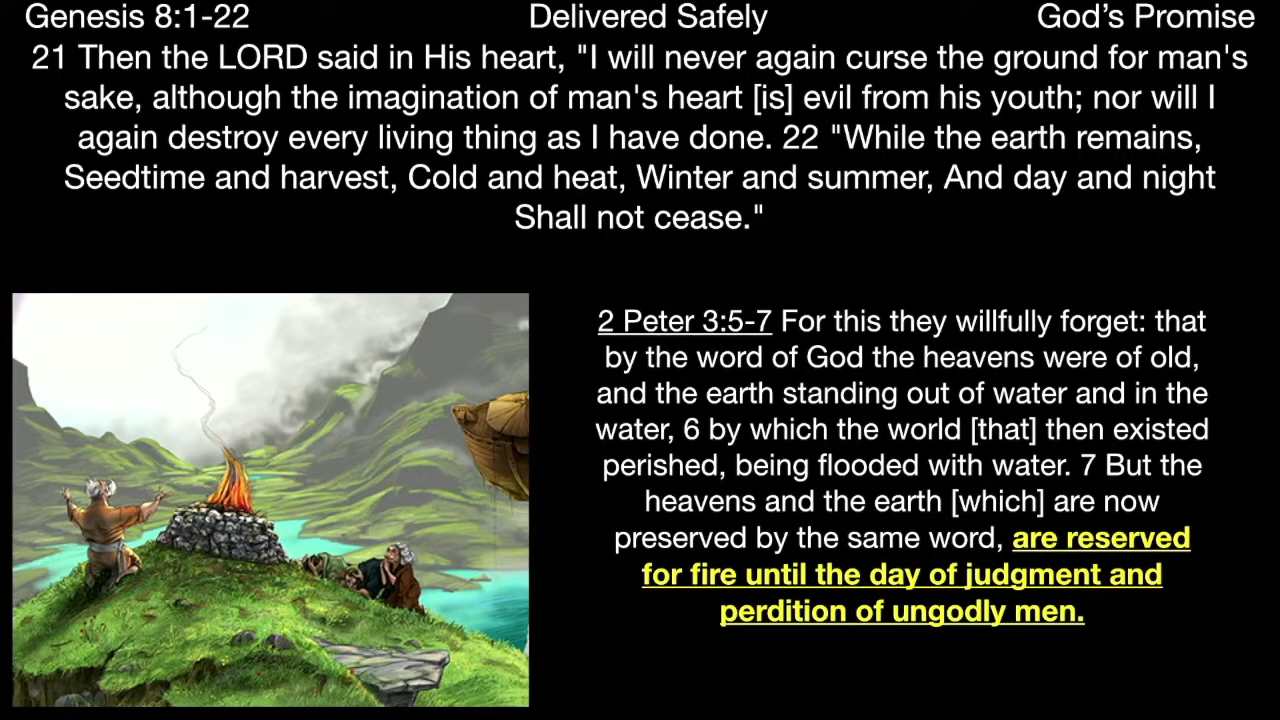 Genesis 8:1-22 Delivered Safely God’s Promise
21 Then the LORD said in His heart, "I will never again curse the ground for man's
sake, although the imagination of man's heart [is] evil from his youth; nor will I
again destroy every living thing as I have done. 22 "While the earth remains,
Seedtime and harvest, Cold and heat, Winter and summer, And day and night
Shall not cease."
2 Peter 3:5-7 For this they willfully forget: that
by the word of God the heavens were of old,
and the earth standing out of water and in the
water, 6 by which the world [that] then existed
perished, being flooded with water. 7 But the
heavens and the earth [which] are now
preserved by the same word, are reserved
for fire until the day of judgment and
perdition of ungodly men.